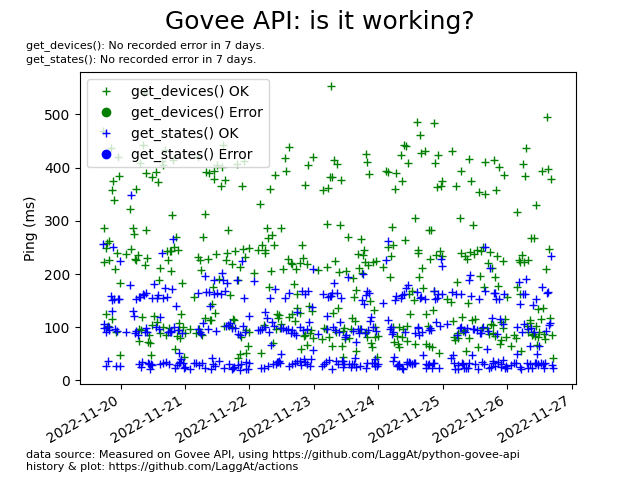 Govee API: is it working?
get_devices(): No recorded error in 7 days.
get_states(): No recorded error in 7 days.
get_devices() OK
get_devices() Error
get_states() OK
get_states() Error
Ping (ms)
500
400
300
200
100
0
2022-11-20
2022-11-21
2022-11-22
2022-11-23
2022-11-24
2022-11-25
2022-11-26
2022-11-27
data source: Measured on Govee API, using https://github.com/LaggAt/python-govee-api
history & plot: https://github.com/LaggAt/actions